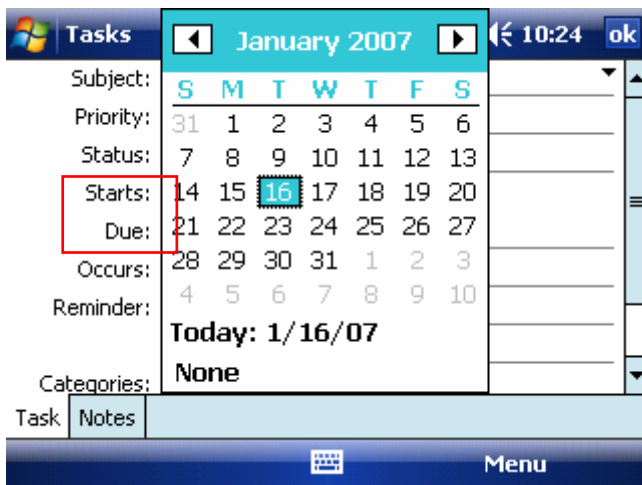 Tasks
January 2007
10:24 ok
Subject:
S M T W T F S
Priority:
31 1 2 3 4 5 6
Status:
7 8 9 10 11 12 13
Starts:
14 15 16 17 18 19 20
Due:
21 22 23 24 25 26 27
Occurs:
28 29 30 31 1 2 3
Reminder:
4 5 6 7 8 9 10
Today: 1/16/07
None
Categories:
Task Notes
Menu